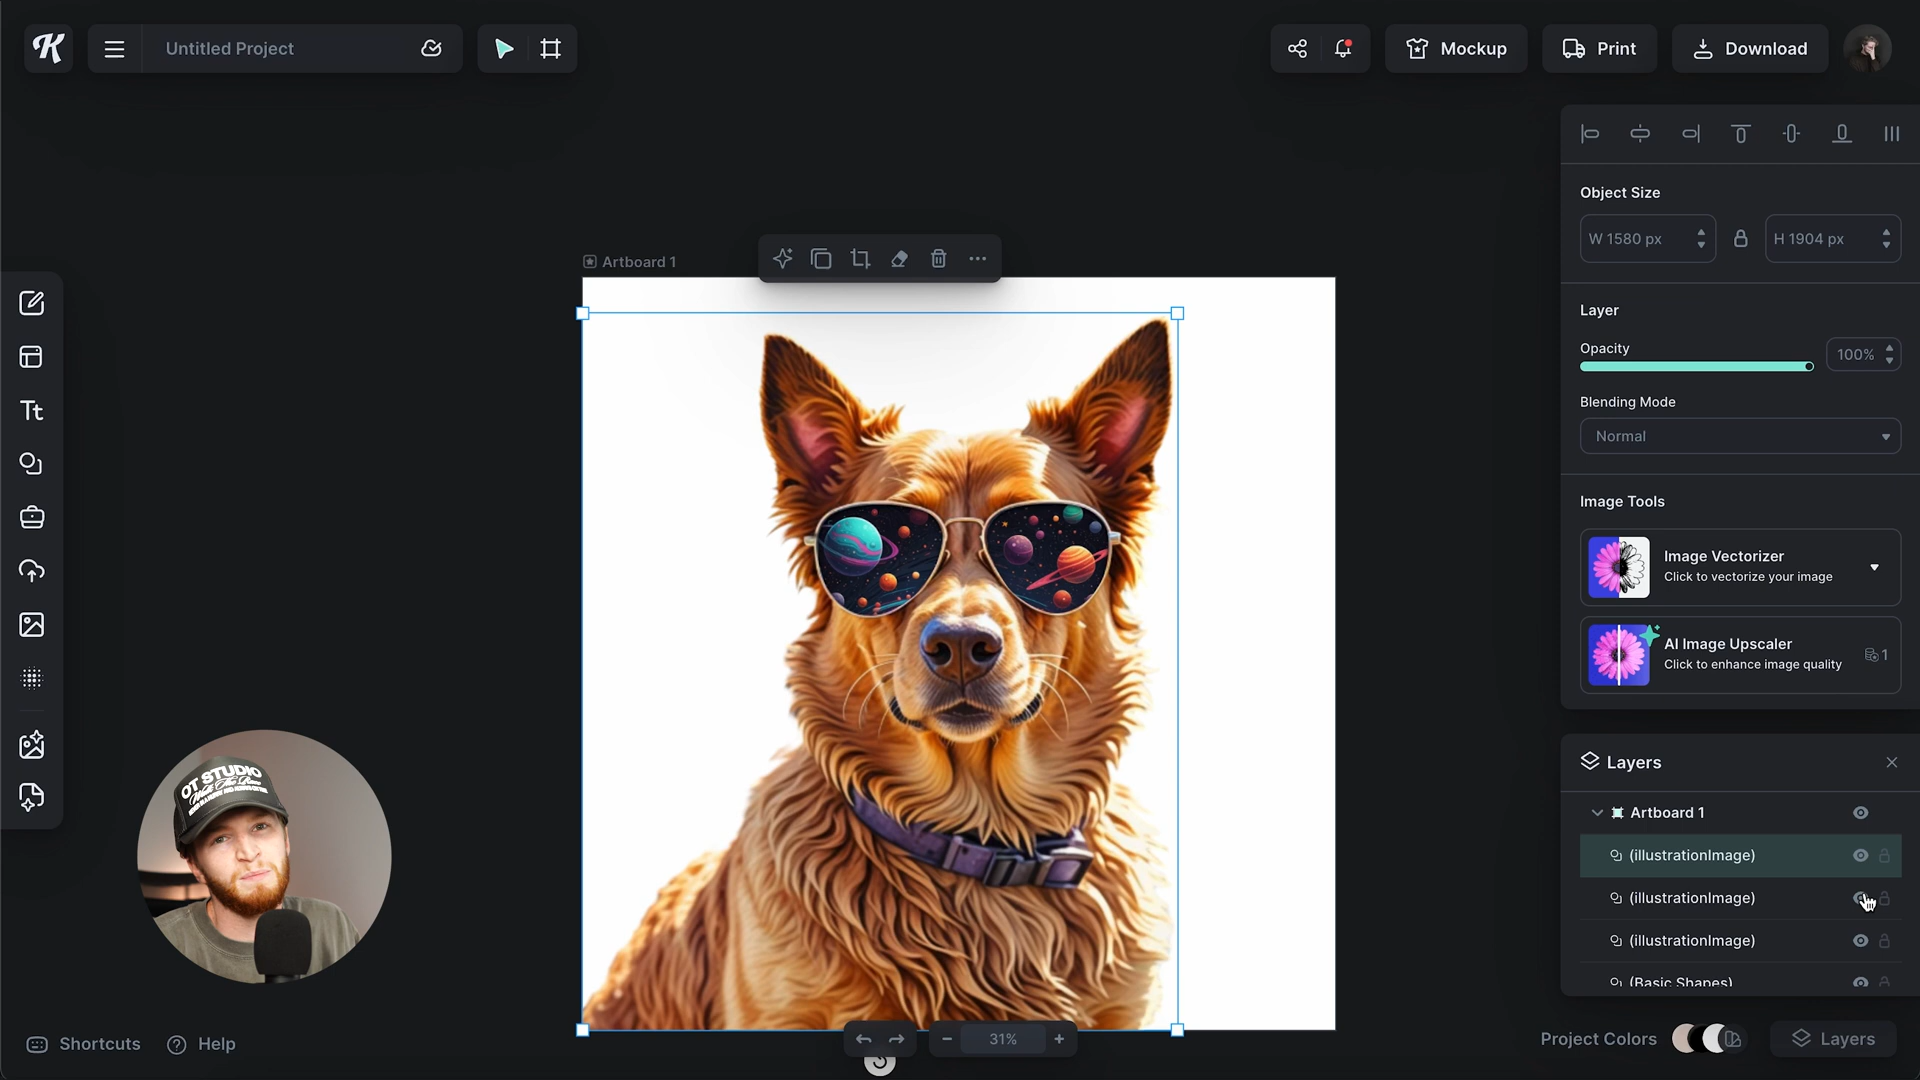 K
Untitled Project
Mockup
Print
Download
Object Size
W 1580 px
H 1904 px
Layer
Opacity
100%
Blending Mode
Normal
Image Tools
Image Vectorizer
Click to vectorize your image
AI Image Upscaler
Click to enhance image quality
1
Artboard 1
Tt
OT STUDIO
Layers
Artboard 1
(illustrationImage)
(illustrationImage)
(illustrationImage)
(Basic Shapes)
Shortcuts
Help
31%
Project Colors
Layers